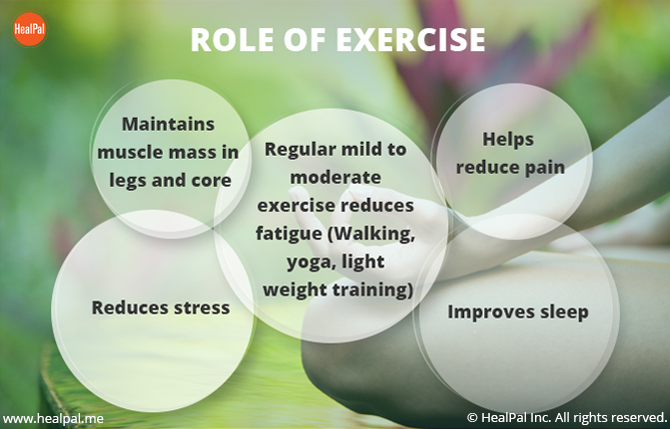 HealPal
ROLE OF EXERCISE
Maintains
muscle mass in
legs and core
Regular mild to
moderate
exercise reduces
fatigue (Walking,
yoga, light
weight training)
Helps
reduce pain
Reduces stress
Improves sleep
www.healpal.me
© HealPal Inc. All rights reserved.